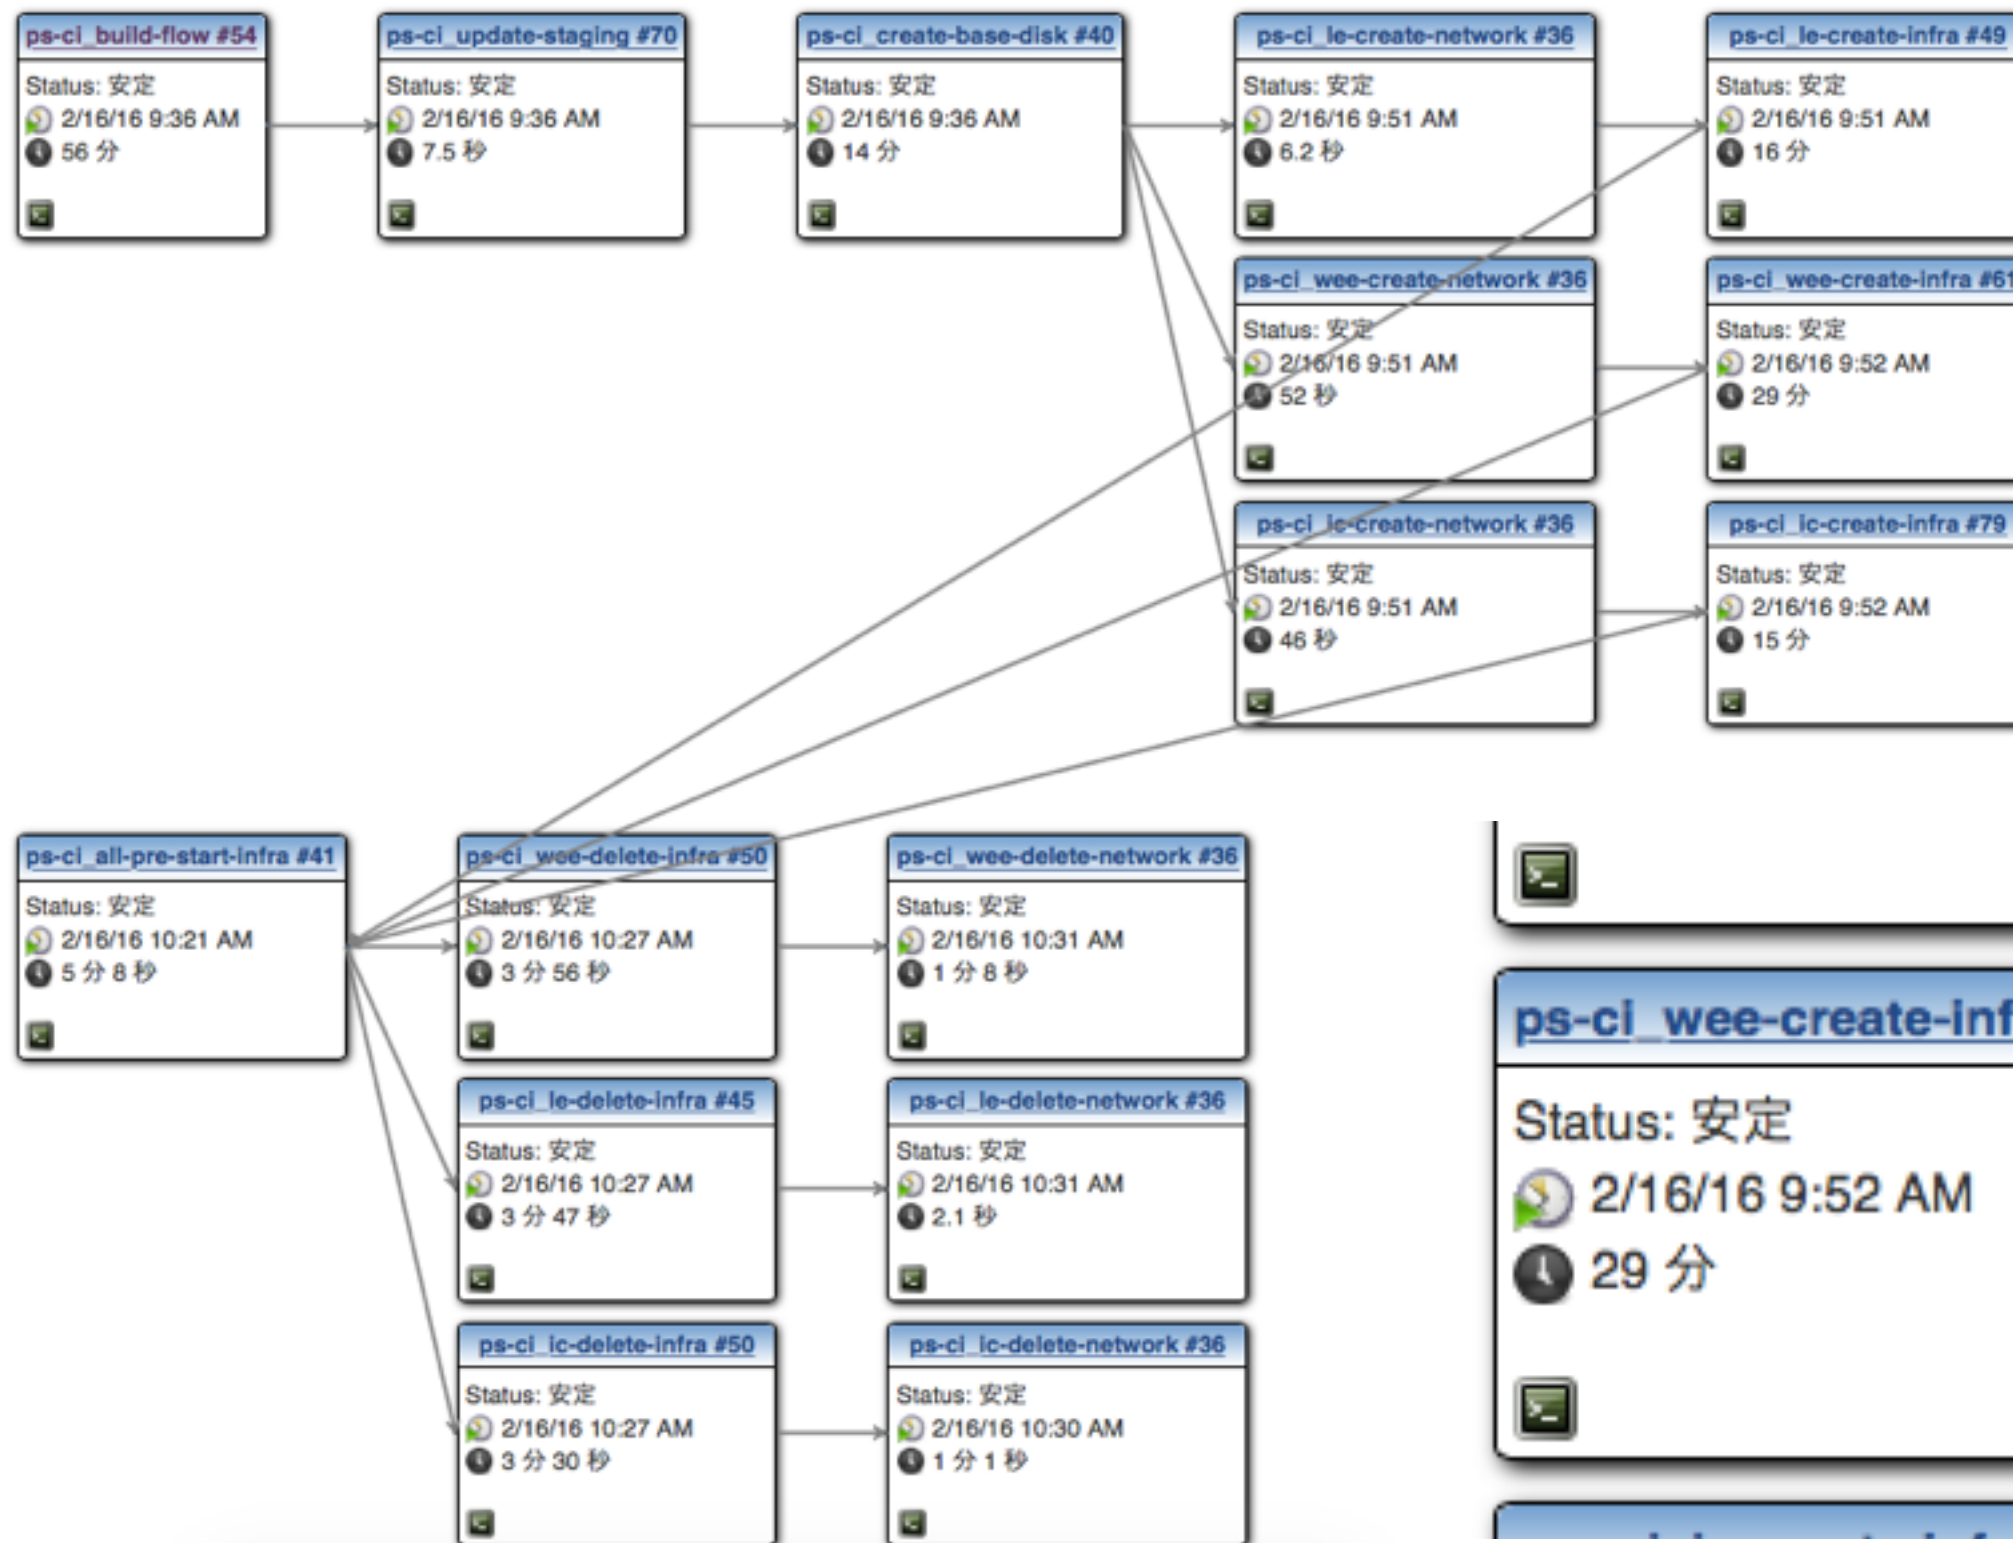 ps-ci_build-flow #54
Status: 安定
2/16/16 9:36 AM
56 分
ps-ci_update-staging #70
Status: 安定
2/16/16 9:36 AM
7.5 秒
ps-ci_create-base-disk #40
Status: 安定
2/16/16 9:36 AM
14 分
ps-ci_le-create-network #36
Status: 安定
2/16/16 9:51 AM
6.2 秒
ps-ci_le-create-infra #49
Status: 安定
2/16/16 9:51 AM
16 分
ps-ci_wee-create-network #36
Status: 安定
2/16/16 9:51 AM
52 秒
ps-ci_wee-create-infra #61
Status: 安定
2/16/16 9:52 AM
29 分
ps-ci_ic-create-network #36
Status: 安定
2/16/16 9:51 AM
46 秒
ps-ci_ic-create-infra #79
Status: 安定
2/16/16 9:52 AM
15 分
ps-ci_all-pre-start-infra #41
Status: 安定
2/16/16 10:21 AM
5 分 8 秒
ps-ci_wee-delete-infra #50
Status: 安定
2/16/16 10:27 AM
3 分 56 秒
ps-ci_wee-delete-network #36
Status: 安定
2/16/16 10:31 AM
1 分 8 秒
ps-ci_le-delete-infra #45
Status: 安定
2/16/16 10:27 AM
3 分 47 秒
ps-ci_le-delete-network #36
Status: 安定
2/16/16 10:31 AM
2.1 秒
ps-ci_ic-delete-infra #50
Status: 安定
2/16/16 10:27 AM
3 分 30 秒
ps-ci_ic-delete-network #36
Status: 安定
2/16/16 10:30 AM
1 分 1 秒
ps-ci_wee-create-inf
Status: 安定
2/16/16 9:52 AM
29 分